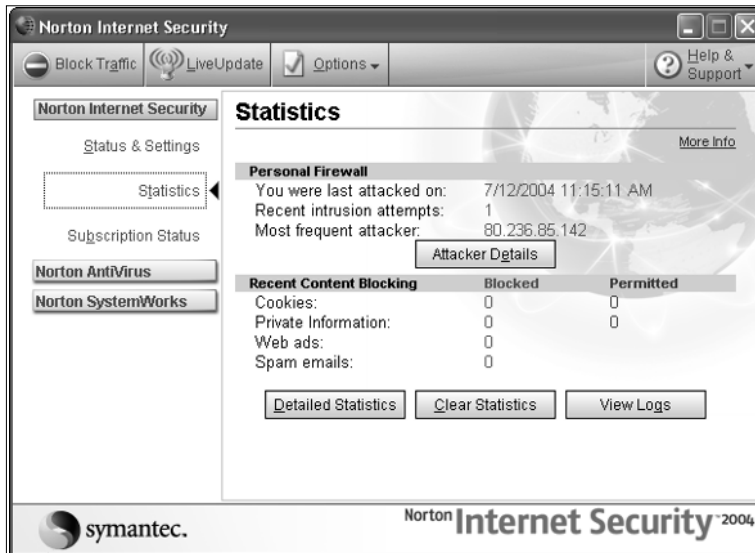 Norton Internet Security
Block Traffic LiveUpdate Options Help & Support
Norton Internet Security
Status & Settings
Statistics
Subscription Status
Norton AntiVirus
Norton SystemWorks
Statistics
More Info
Personal Firewall
You were last attacked on: 7/12/2004 11:15:11 AM
Recent intrusion attempts: 1
Most frequent attacker: 80.236.85.142
Attacker Details
Recent Content Blocking Blocked Permitted
Cookies: 0 0
Private Information: 0 0
Web ads: 0
Spam emails: 0
Detailed Statistics Clear Statistics View Logs
symantec.
Norton Internet Security 2004